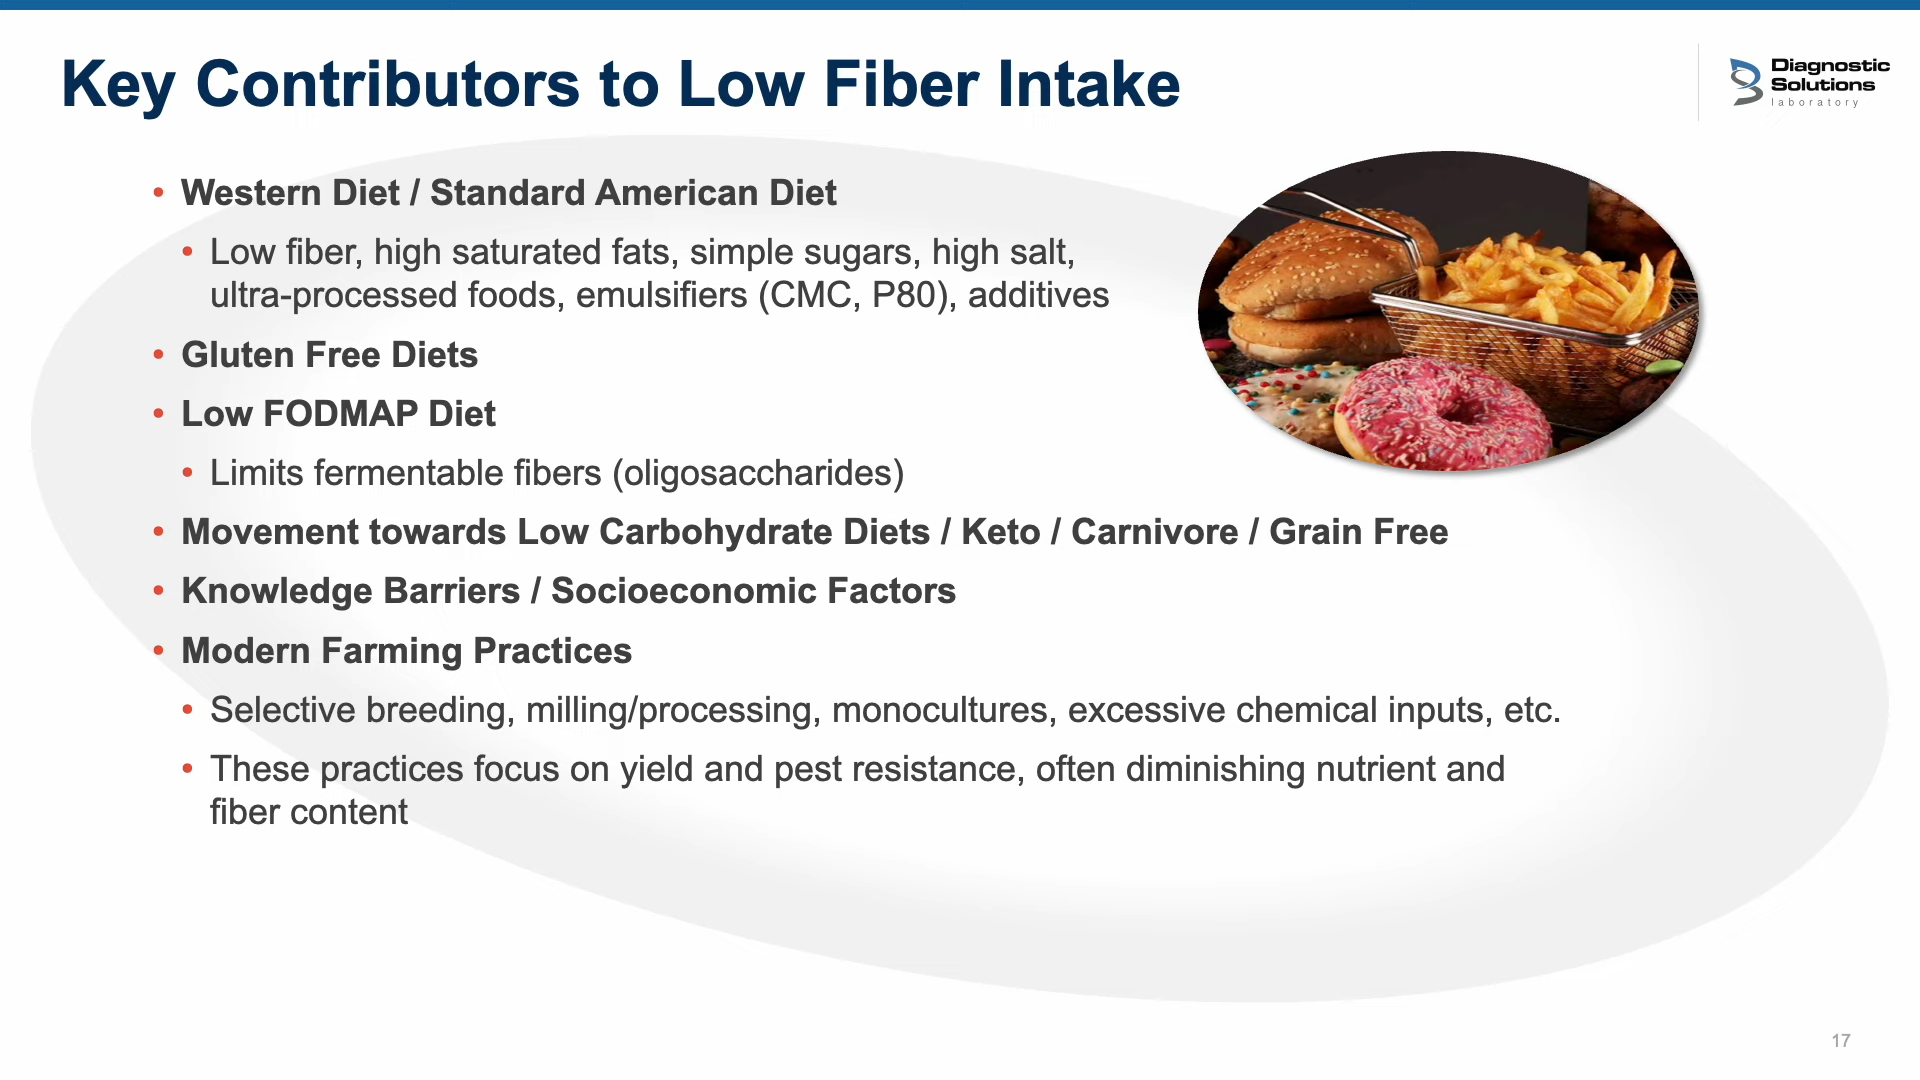 Key Contributors to Low Fiber Intake
Diagnostic
Solutions
laboratory
• Western Diet / Standard American Diet
• Low fiber, high saturated fats, simple sugars, high salt,
ultra-processed foods, emulsifiers (CMC, P80), additives
• Gluten Free Diets
• Low FODMAP Diet
• Limits fermentable fibers (oligosaccharides)
• Movement towards Low Carbohydrate Diets / Keto / Carnivore / Grain Free
• Knowledge Barriers / Socioeconomic Factors
• Modern Farming Practices
• Selective breeding, milling/processing, monocultures, excessive chemical inputs, etc.
• These practices focus on yield and pest resistance, often diminishing nutrient and
fiber content
17